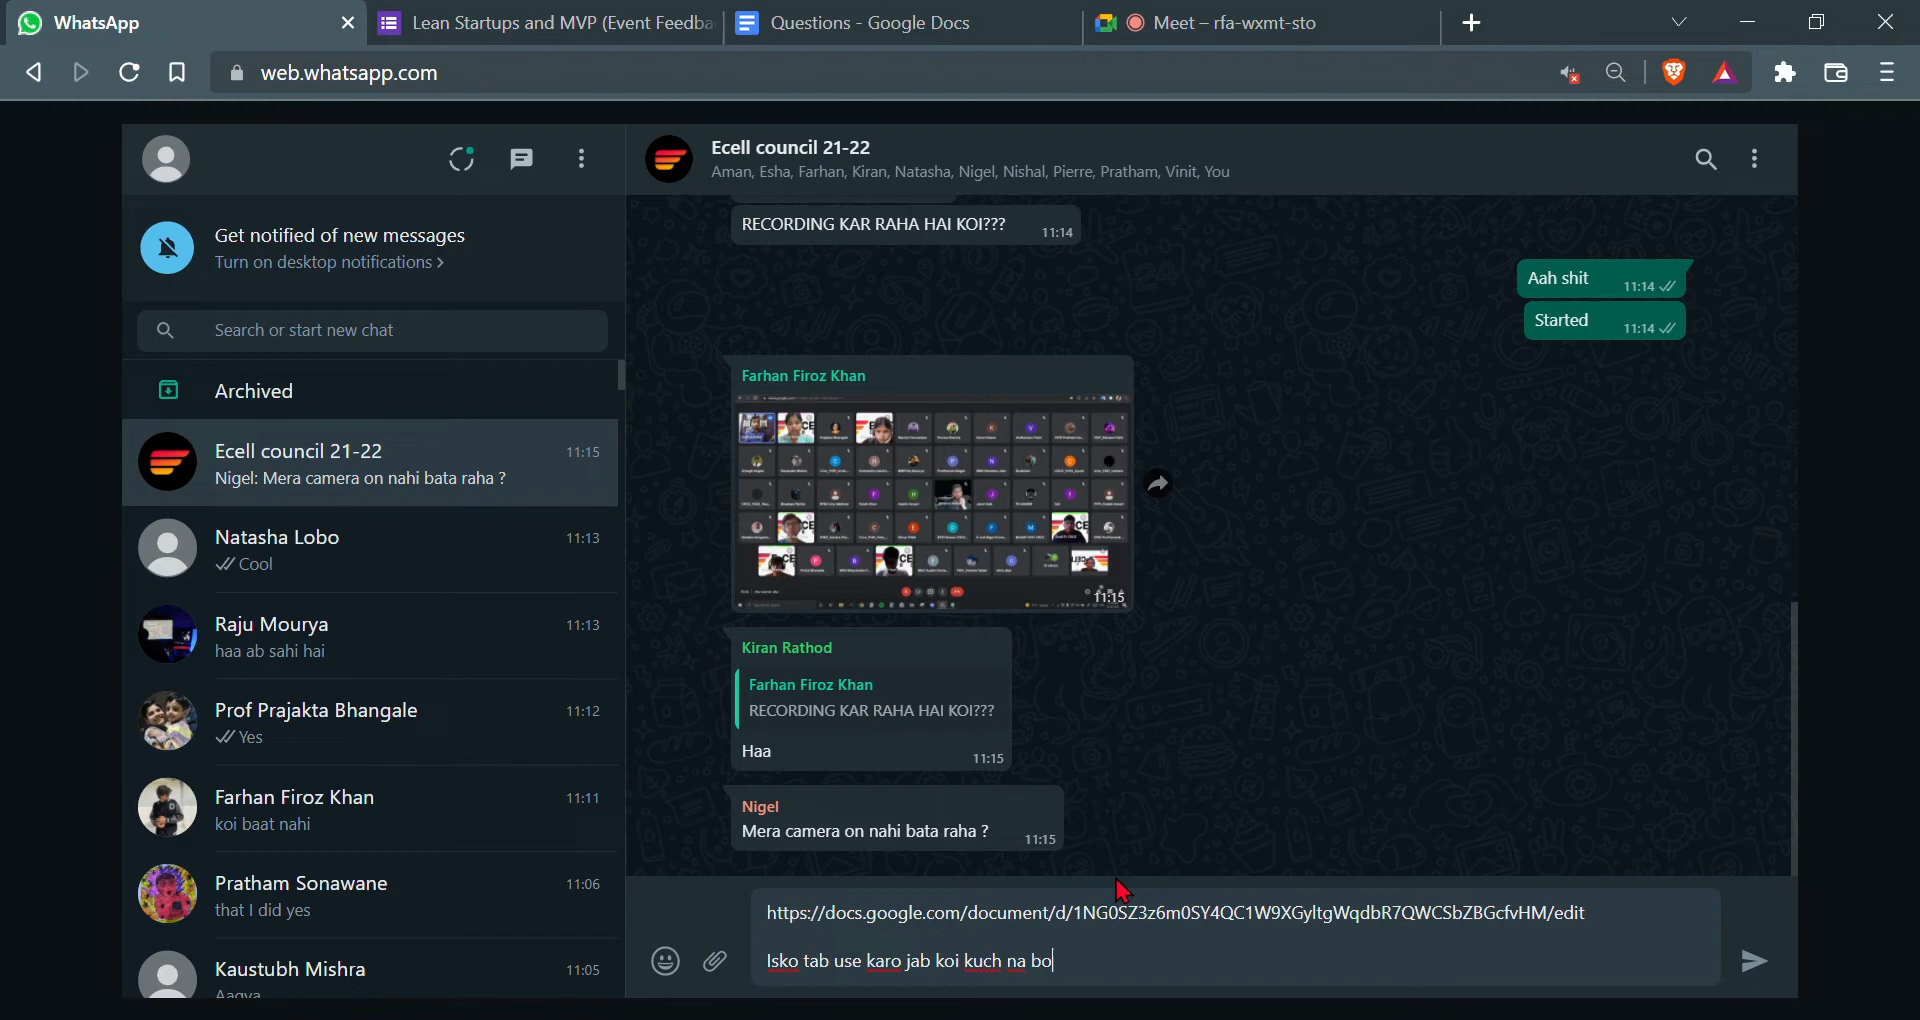 WhatsApp
Lean Startups and MVP (Event Feedba
Questions - Google Docs
Meet – rfa-wxmt-sto
web.whatsapp.com
Get notified of new messages
Turn on desktop notifications >
Search or start new chat
Archived
Ecell council 21-22
11:15
Nigel: Mera camera on nahi bata raha ?
Natasha Lobo
11:13
Cool
Raju Mourya
11:13
haa ab sahi hai
Prof Prajakta Bhangale
11:12
Yes
Farhan Firoz Khan
11:11
koi baat nahi
Pratham Sonawane
11:06
that I did yes
Kaustubh Mishra
11:05
Aagya
Ecell council 21-22
Aman, Esha, Farhan, Kiran, Natasha, Nigel, Nishal, Pierre, Pratham, Vinit, You
RECORDING KAR RAHA HAI KOI???
11:14
Aah shit
11:14
Started
11:14
Farhan Firoz Khan
11:15
Kiran Rathod
Farhan Firoz Khan
RECORDING KAR RAHA HAI KOI???
Haa
11:15
Nigel
Mera camera on nahi bata raha ?
11:15
https://docs.google.com/document/d/1NG0SZ3z6m0SY4QC1W9XGyltgWqdbR7QWCSbZBGcfvHM/edit
Isko tab use karo jab koi kuch na bo